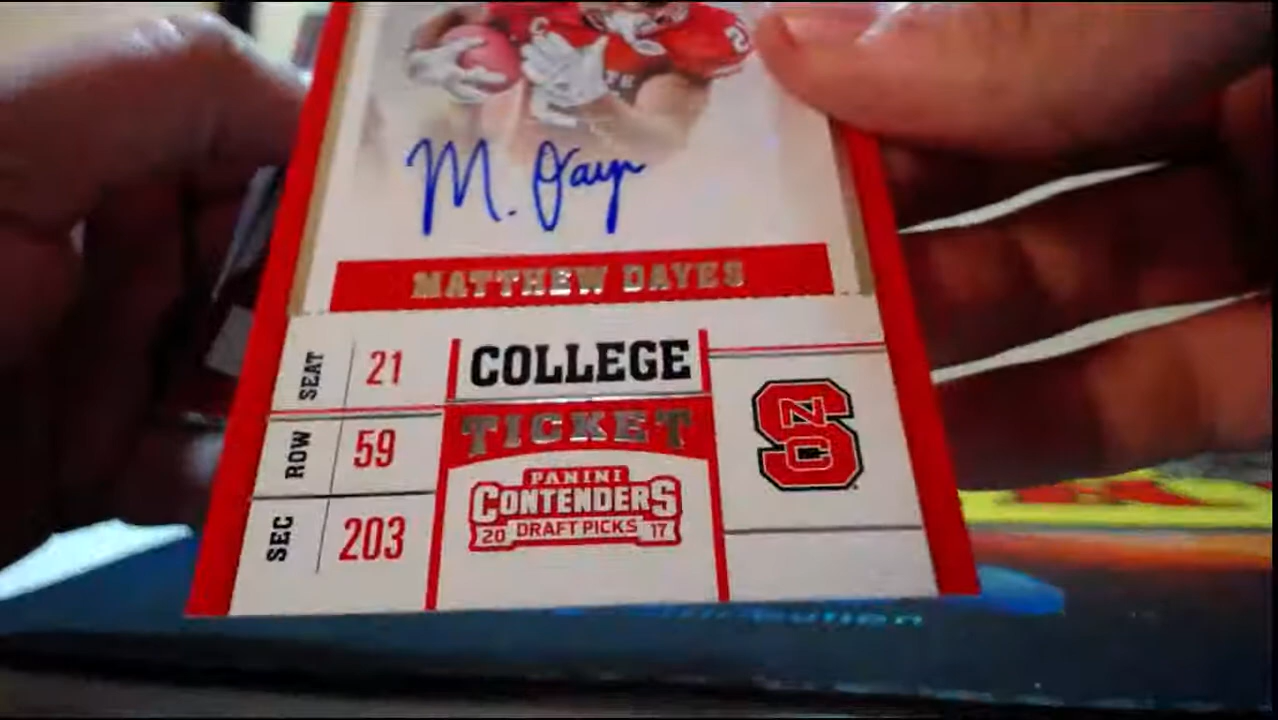 M. Dayes
MATTHEW DAYES
SEAT 21
ROW 59
SEC 203
COLLEGE
TICKET
PANINI
CONTENDERS
20 DRAFT PICKS 17
NCS